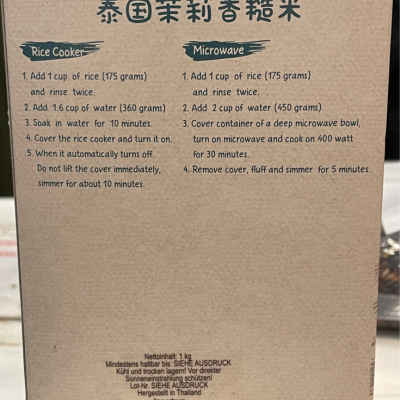 泰国茉莉香糙米
Rice Cooker
1. Add 1 cup of rice (175 grams)
and rinse twice.
2. Add 1.6 cup of water (360 grams)
3. Soak in water for 10 minutes.
4. Cover the rice cooker and turn it on.
5. When it automatically turns off.
Do not lift the cover immediately,
simmer for about 10 minutes.
Microwave
1. Add 1 cup of rice (175 grams)
and rinse twice.
2. Add 2 cup of water (450 grams)
3. Cover container of a deep microwave bowl,
turn on microwave and cook on 400 watt
for 30 minutes.
4. Remove cover, fluff and simmer for 5 minutes.
Nettoinhalt: 1 kg
Mindestens haltbar bis: SIEHE AUSDRUCK
Kühl und trocken lagern! Vor direkter
Sonneneinstrahlung schützen!
Lot-Nr. SIEHE AUSDRUCK
Hergestellt in Thailand